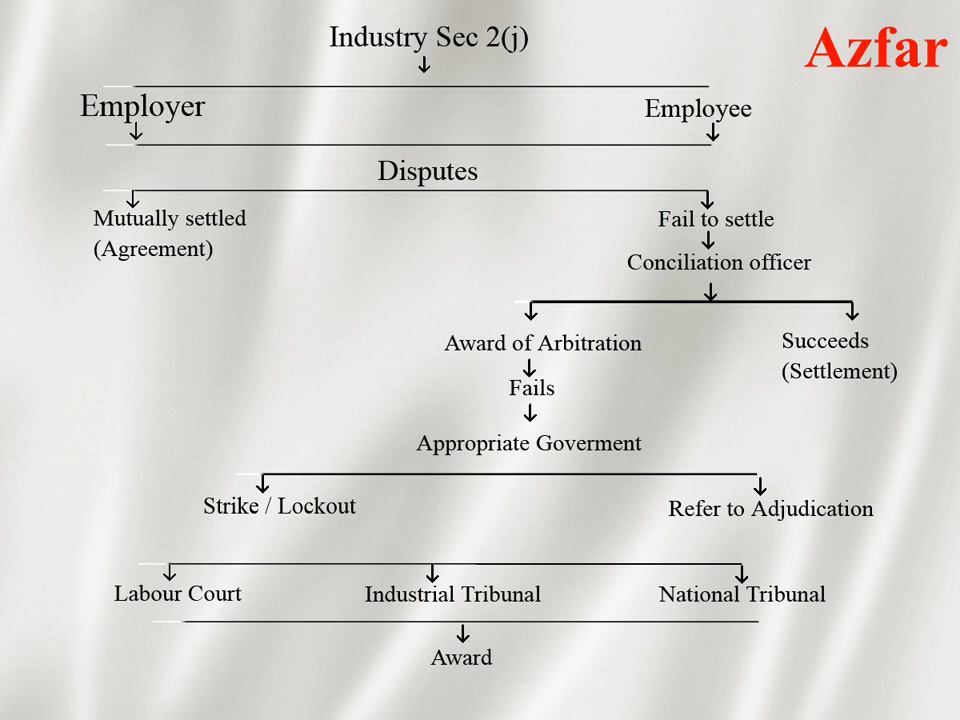 Industry Sec 2(j)
Azfar
Employer
Employee
Disputes
Mutually settled
(Agreement)
Fail to settle
Conciliation officer
Award of Arbitration
Succeeds
(Settlement)
Fails
Appropriate Goverment
Strike / Lockout
Refer to Adjudication
Labour Court
Industrial Tribunal
National Tribunal
Award